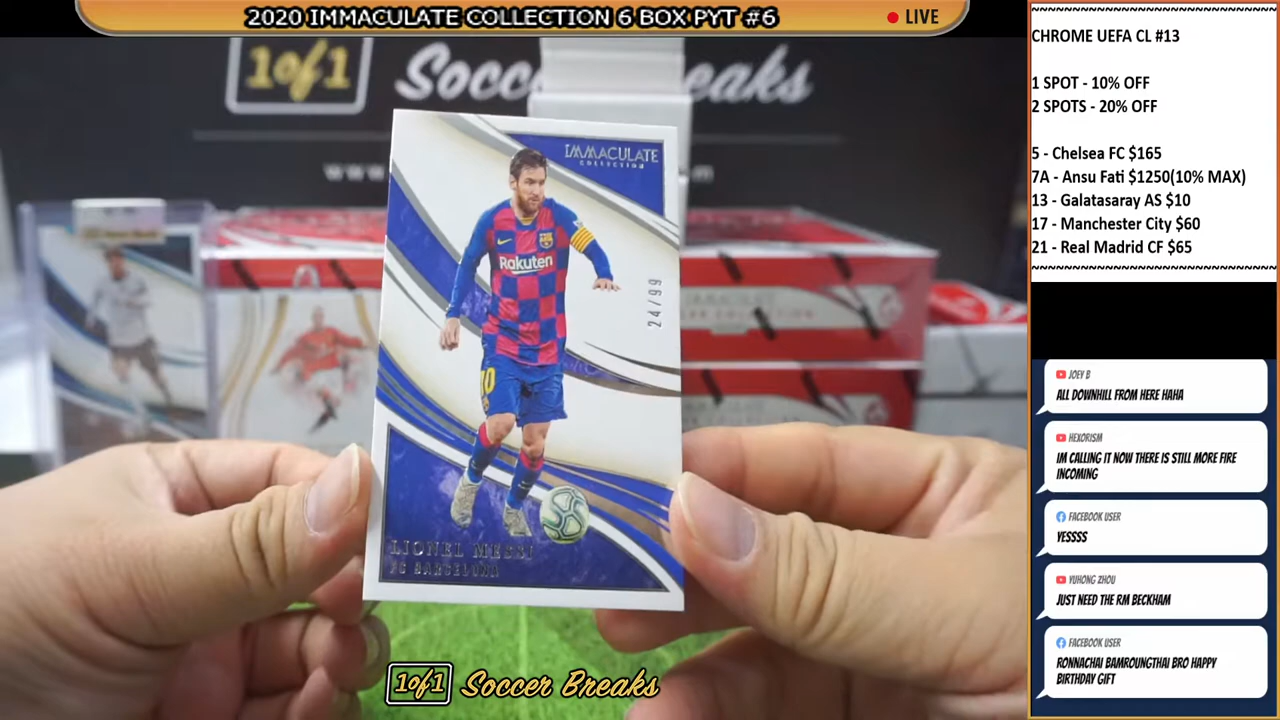 2020 IMMACULATE COLLECTION 6 BOX PYT #6
LIVE
1of1 Soccer Breaks
IMMACULATE
COLLECTION
Rakuten
10
24/99
LIONEL MESSI
FC BARCELONA
1of1 Soccer Breaks
CHROME UEFA CL #13
1 SPOT - 10% OFF
2 SPOTS - 20% OFF
5 - Chelsea FC $165
7A - Ansu Fati $1250(10% MAX)
13 - Galatasaray AS $10
17 - Manchester City $60
21 - Real Madrid CF $65
JOEY B
ALL DOWNHILL FROM HERE HAHA
HEXORISM
IM CALLING IT NOW THERE IS STILL MORE FIRE
INCOMING
FACEBOOK USER
YESSSS
YUHONG ZHOU
JUST NEED THE RM BECKHAM
FACEBOOK USER
RONNACHAI BAMROUNGTHAI BRO HAPPY
BIRTHDAY GIFT